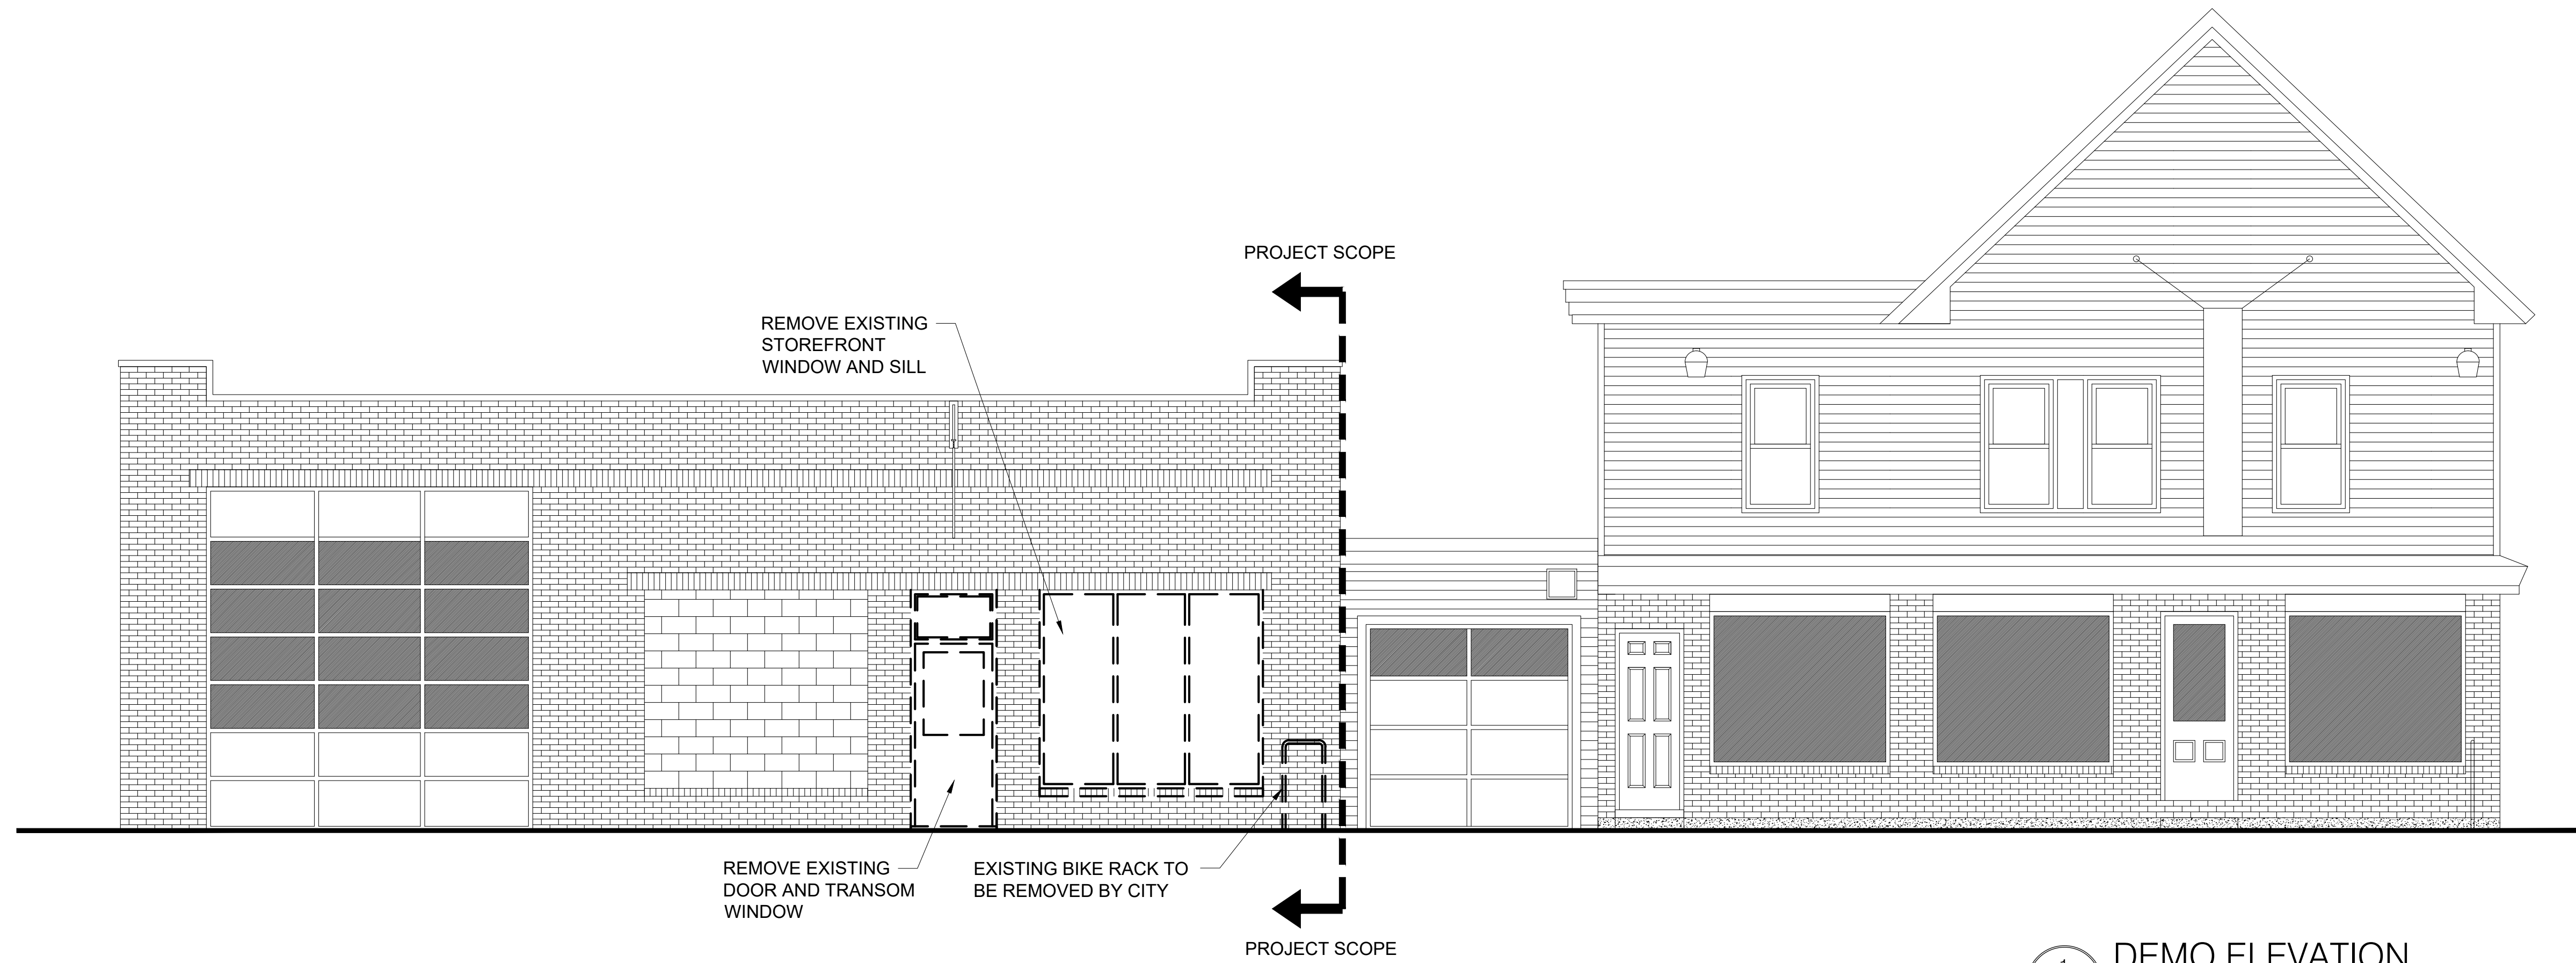 PROJECT SCOPE
REMOVE EXISTING
STOREFRONT
WINDOW AND SILL
REMOVE EXISTING
DOOR AND TRANSOM
WINDOW
EXISTING BIKE RACK TO
BE REMOVED BY CITY
PROJECT SCOPE
DEMO ELEVATION